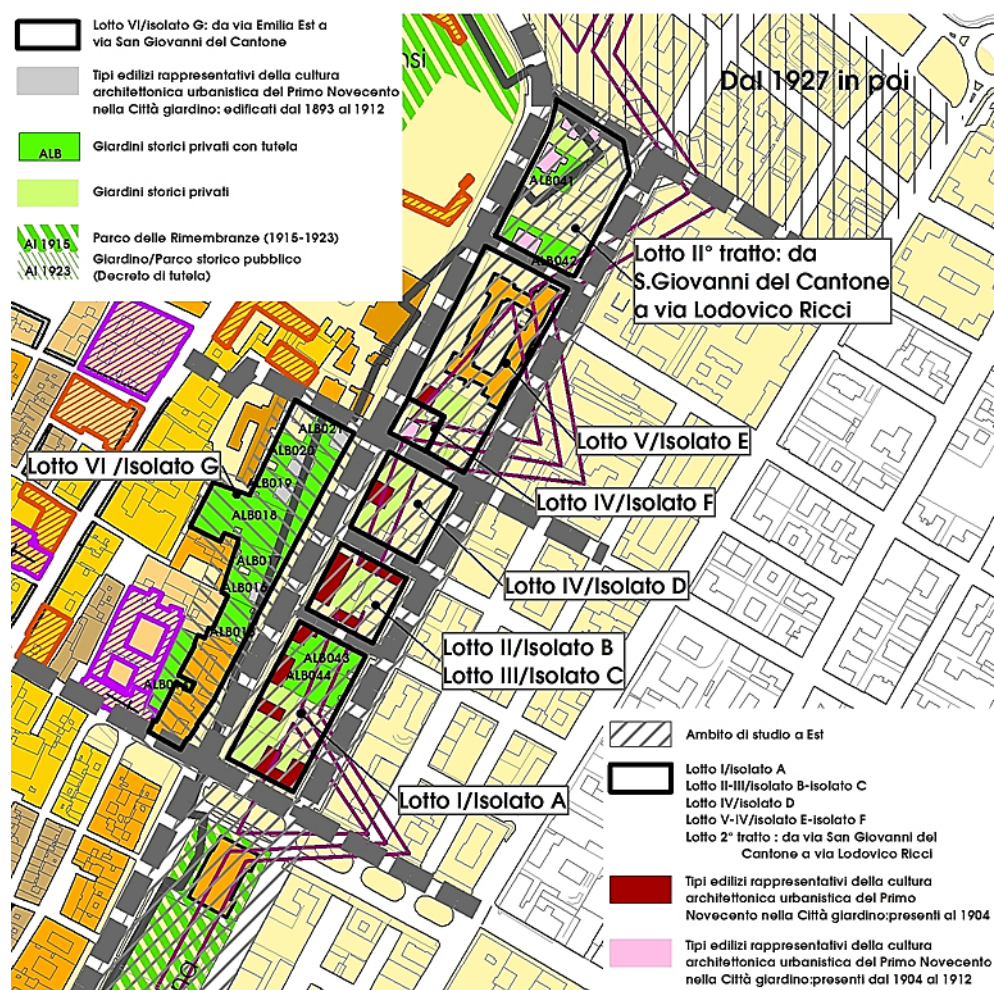 Lotto VI/isolato G: da via Emilia Est a
via San Giovanni del Cantone
Tipi edilizi rappresentativi della cultura
architettonica urbanistica del Primo Novecento
nella Città giardino: edificati dal 1893 al 1912
ALB
Giardini storici privati con tutela
Giardini storici privati
Al 1915
Al 1923
Parco delle Rimembranze (1915-1923)
Giardino/Parco storico pubblico
(Decreto di tutela)
Dal 1927 in poi
ALB041
ALB042
Lotto II° tratto: da
S.Giovanni del Cantone
a via Lodovico Ricci
Lotto V/Isolato E
Lotto IV/Isolato F
Lotto IV/Isolato D
Lotto II/Isolato B
Lotto III/Isolato C
Lotto I/Isolato A
Lotto VI /Isolato G
ALB021
ALB020
ALB019
ALB018
ALB017
ALB016
ALB015
ALB043
ALB044
Ambito di studio a Est
Lotto I/isolato A
Lotto II-III/isolato B-isolato C
Lotto IV/isolato D
Lotto V-IV/isolato E-isolato F
Lotto 2° tratto : da via San Giovanni del
Cantone a via Lodovico Ricci
Tipi edilizi rappresentativi della cultura
architettonica urbanistica del Primo
Novecento nella Città giardino:presenti al 1904
Tipi edilizi rappresentativi della cultura
architettonica urbanistica del Primo Novecento
nella Città giardino:presenti dal 1904 al 1912